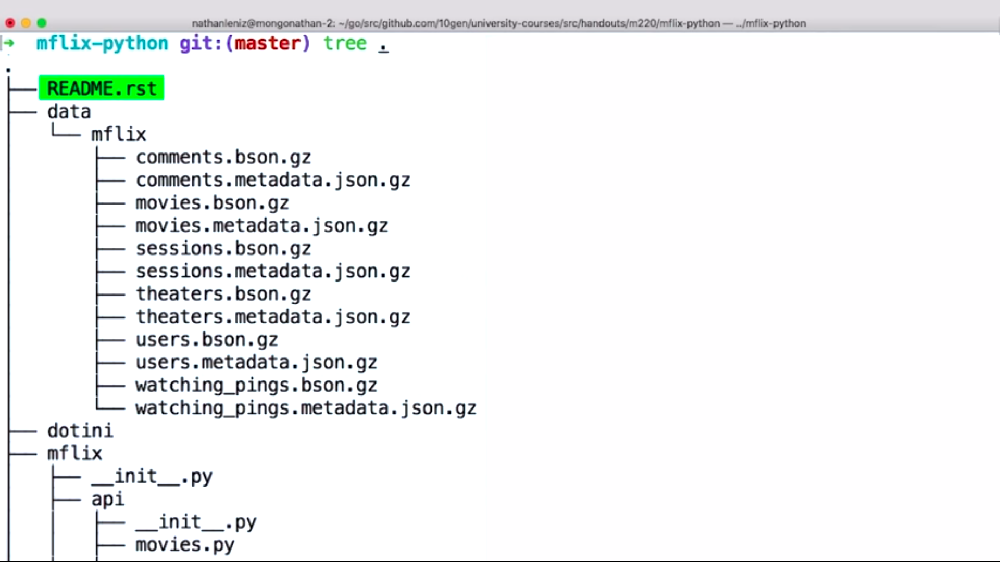 nathanleniz@mongonathan-2: ~/go/src/github.com/10gen/university-courses/src/handouts/m220/mflix-python — ../mflix-python
➜ mflix-python git:(master) tree .
.
├── README.rst
├── data
│   └── mflix
│       ├── comments.bson.gz
│       ├── comments.metadata.json.gz
│       ├── movies.bson.gz
│       ├── movies.metadata.json.gz
│       ├── sessions.bson.gz
│       ├── sessions.metadata.json.gz
│       ├── theaters.bson.gz
│       ├── theaters.metadata.json.gz
│       ├── users.bson.gz
│       ├── users.metadata.json.gz
│       ├── watching_pings.bson.gz
│       └── watching_pings.metadata.json.gz
├── dotini
├── mflix
│   ├── __init__.py
│   ├── api
│   │   ├── __init__.py
│   │   ├── movies.py